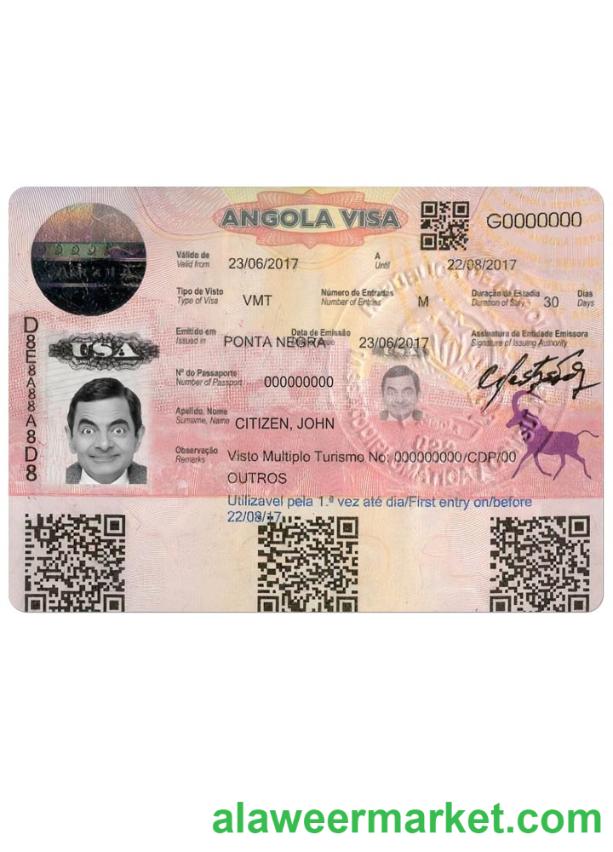 ANGOLA VISA
G0000000
Válido de
Valid from
23/06/2017
A
Until
22/08/2017
Tipo de Visto
Type of Visa
VMT
Número de Entradas
Number of Entries
M
Duração da Estadia
Duration of Stay
30
Dias
Days
Emitido em
Issued in
PONTA NEGRA
Data de Emissão
23/06/2017
Assinatura da Entidade Emissora
Signature of Issuing Authority
D8E8A88A8D8
USA
Nº do Passaporte
Number of Passport
000000000
Apelido, Nome
Surname, Name
CITIZEN, JOHN
Observação
Remarks
Visto Multiplo Turismo No: 000000000/CDP/00
OUTROS
Utilizavel pela 1.ª vez até dia/First entry on/before
22/08/17
alaweermarket.com